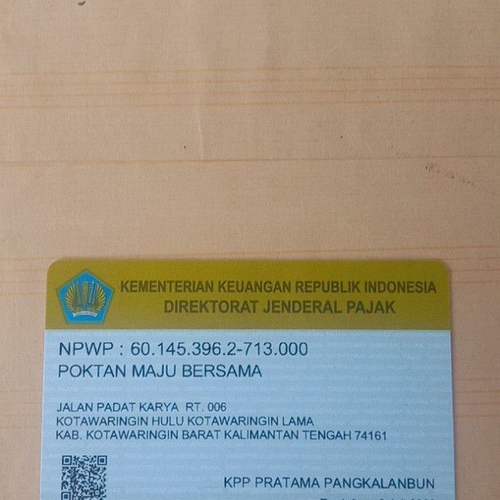 KEMENTERIAN KEUANGAN REPUBLIK INDONESIA
DIREKTORAT JENDERAL PAJAK
NPWP : 60.145.396.2-713.000
POKTAN MAJU BERSAMA
JALAN PADAT KARYA RT. 006
KOTAWARINGIN HULU KOTAWARINGIN LAMA
KAB. KOTAWARINGIN BARAT KALIMANTAN TENGAH 74161
KPP PRATAMA PANGKALANBUN